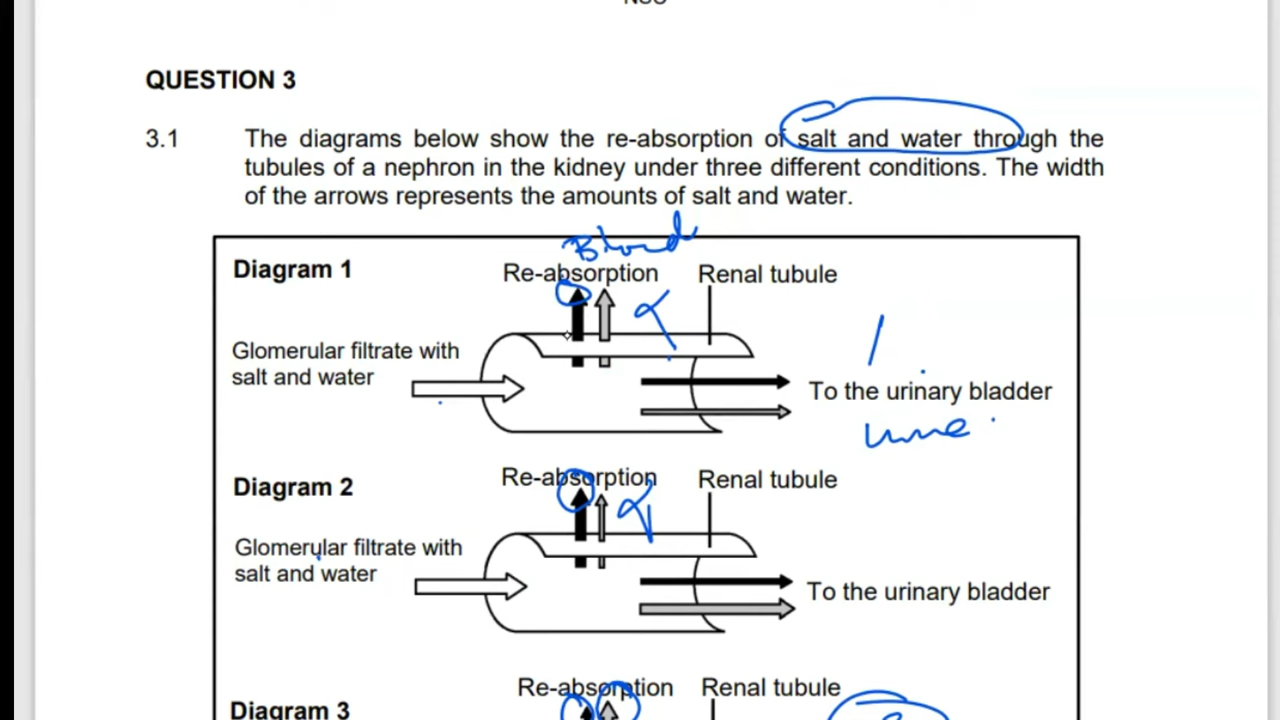 QUESTION 3
3.1 The diagrams below show the re-absorption of salt and water through the
tubules of a nephron in the kidney under three different conditions. The width
of the arrows represents the amounts of salt and water.
Blood
Diagram 1
Re-absorption Renal tubule
Glomerular filtrate with
salt and water
To the urinary bladder
urine
Diagram 2
Re-absorption Renal tubule
Glomerular filtrate with
salt and water
To the urinary bladder
Re-absorption Renal tubule
Diagram 3